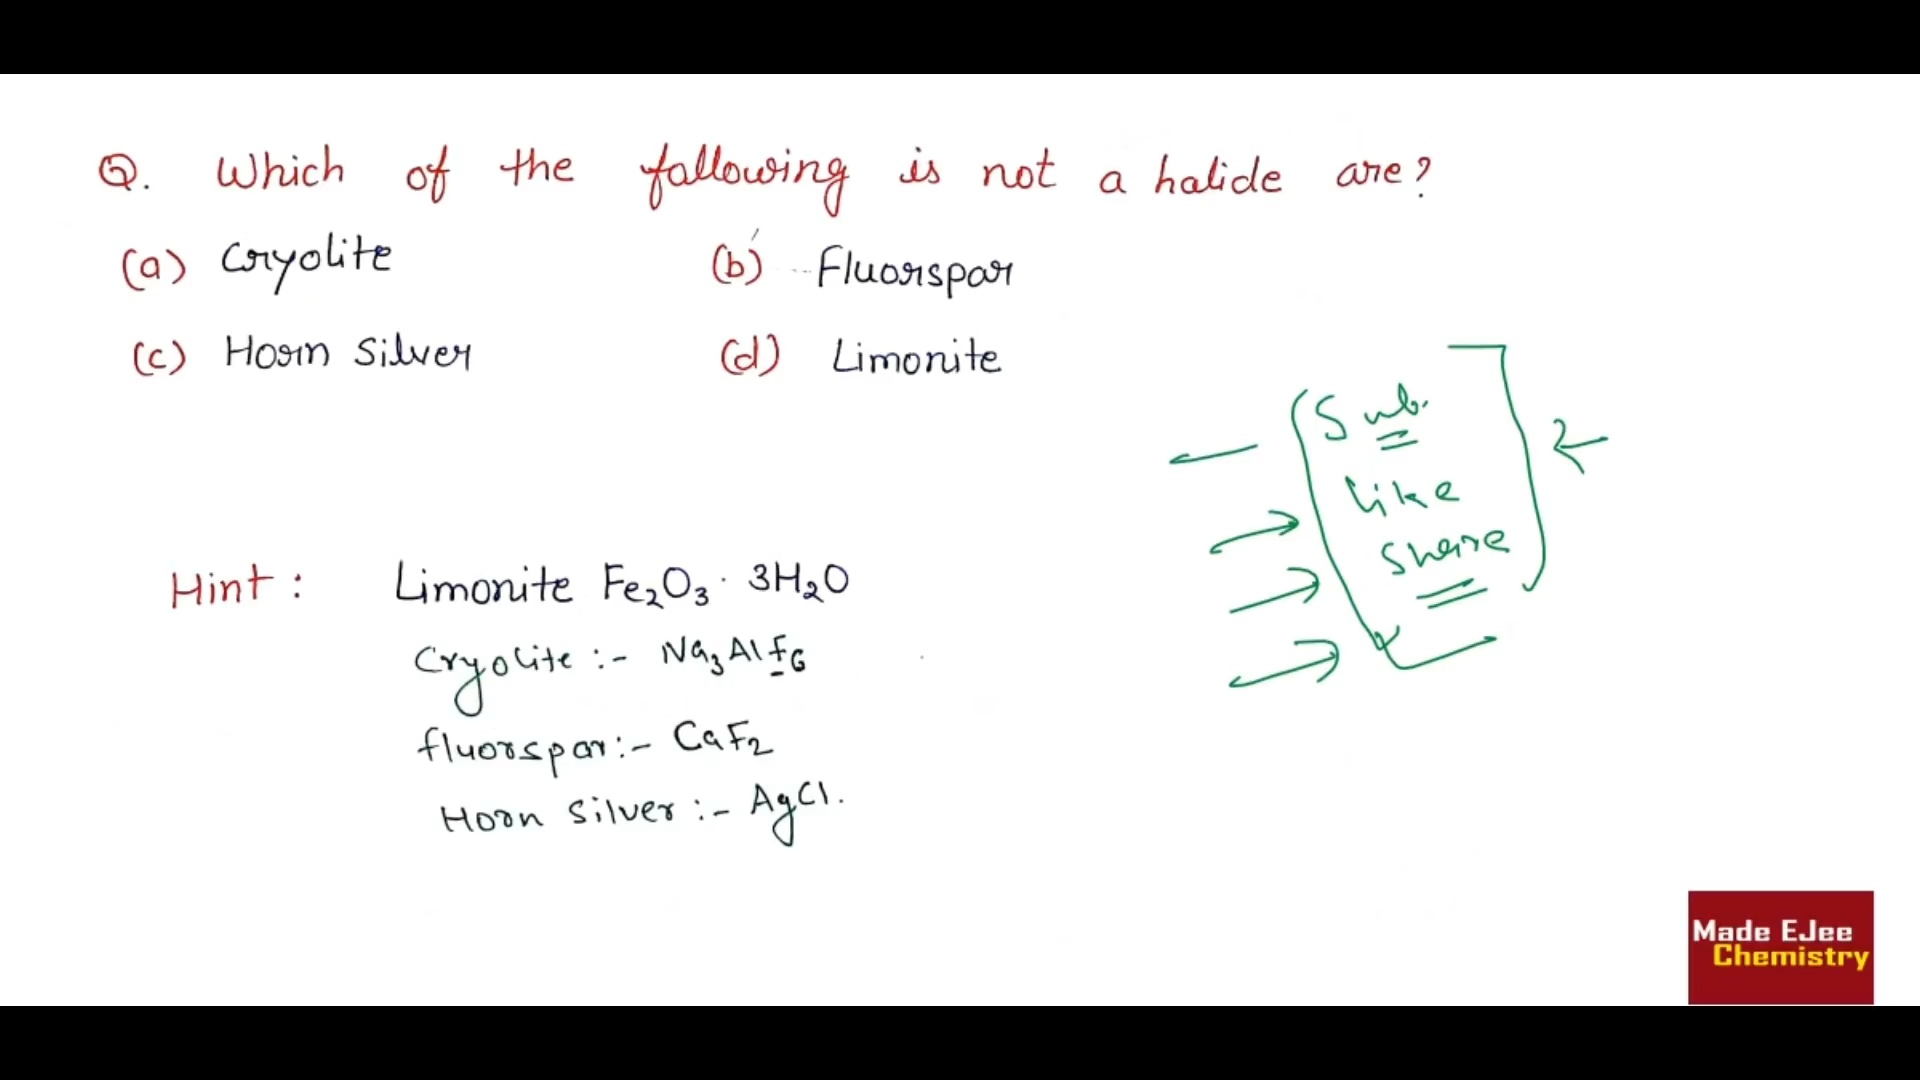 Q. Which of the fallowing is not a halide are?
(a) Cryolite (b) Fluorspar
(c) Horn Silver (d) Limonite
Sub.
like
share
Hint : Limonite Fe₂O₃ · 3H₂O
Cryolite :- Na₃AlF₆
fluorspar :- CaF₂
Horn Silver :- AgCl.
Made EJee
Chemistry